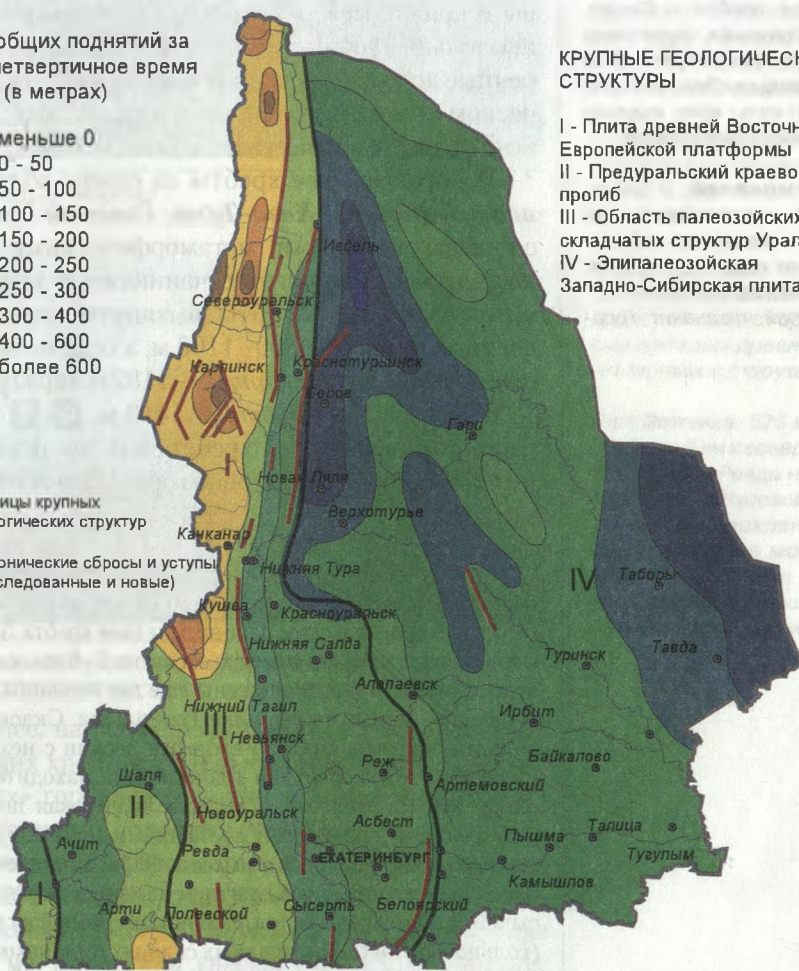 общих поднятий за
четвертичное время
(в метрах)
меньше 0
0 - 50
50 - 100
100 - 150
150 - 200
200 - 250
250 - 300
300 - 400
400 - 600
более 600
КРУПНЫЕ ГЕОЛОГИЧЕСК
СТРУКТУРЫ
I - Плита древней Восточн
Европейской платформы
II - Предуральский краево
прогиб
III - Область палеозойских
складчатых структур Урал
IV - Эпипалеозойская
Западно-Сибирская плита
ицы крупных
огических структур
онические сбросы и уступы
следованные и новые)
Ивдель
Североуральск
Карпинск
Краснотурьинск
Серов
Гари
Новая Ляля
Верхотурье
Качканар
Нижняя Тура
IV
Таборы
Кушва
Красноуральск
Нижняя Салда
Туринск
Тавда
Алапаевск
Нижний Тагил
III
Ирбит
Невьянск
Байкалово
Шаля
Реж
Артемовский
II
Новоуральск
Асбест
Талица
Пышма
Ачит
Ревда
ЕКАТЕРИНБУРГ
Тугулым
Камышлов
I
Арти
Полевской
Сысерть
Белоярский